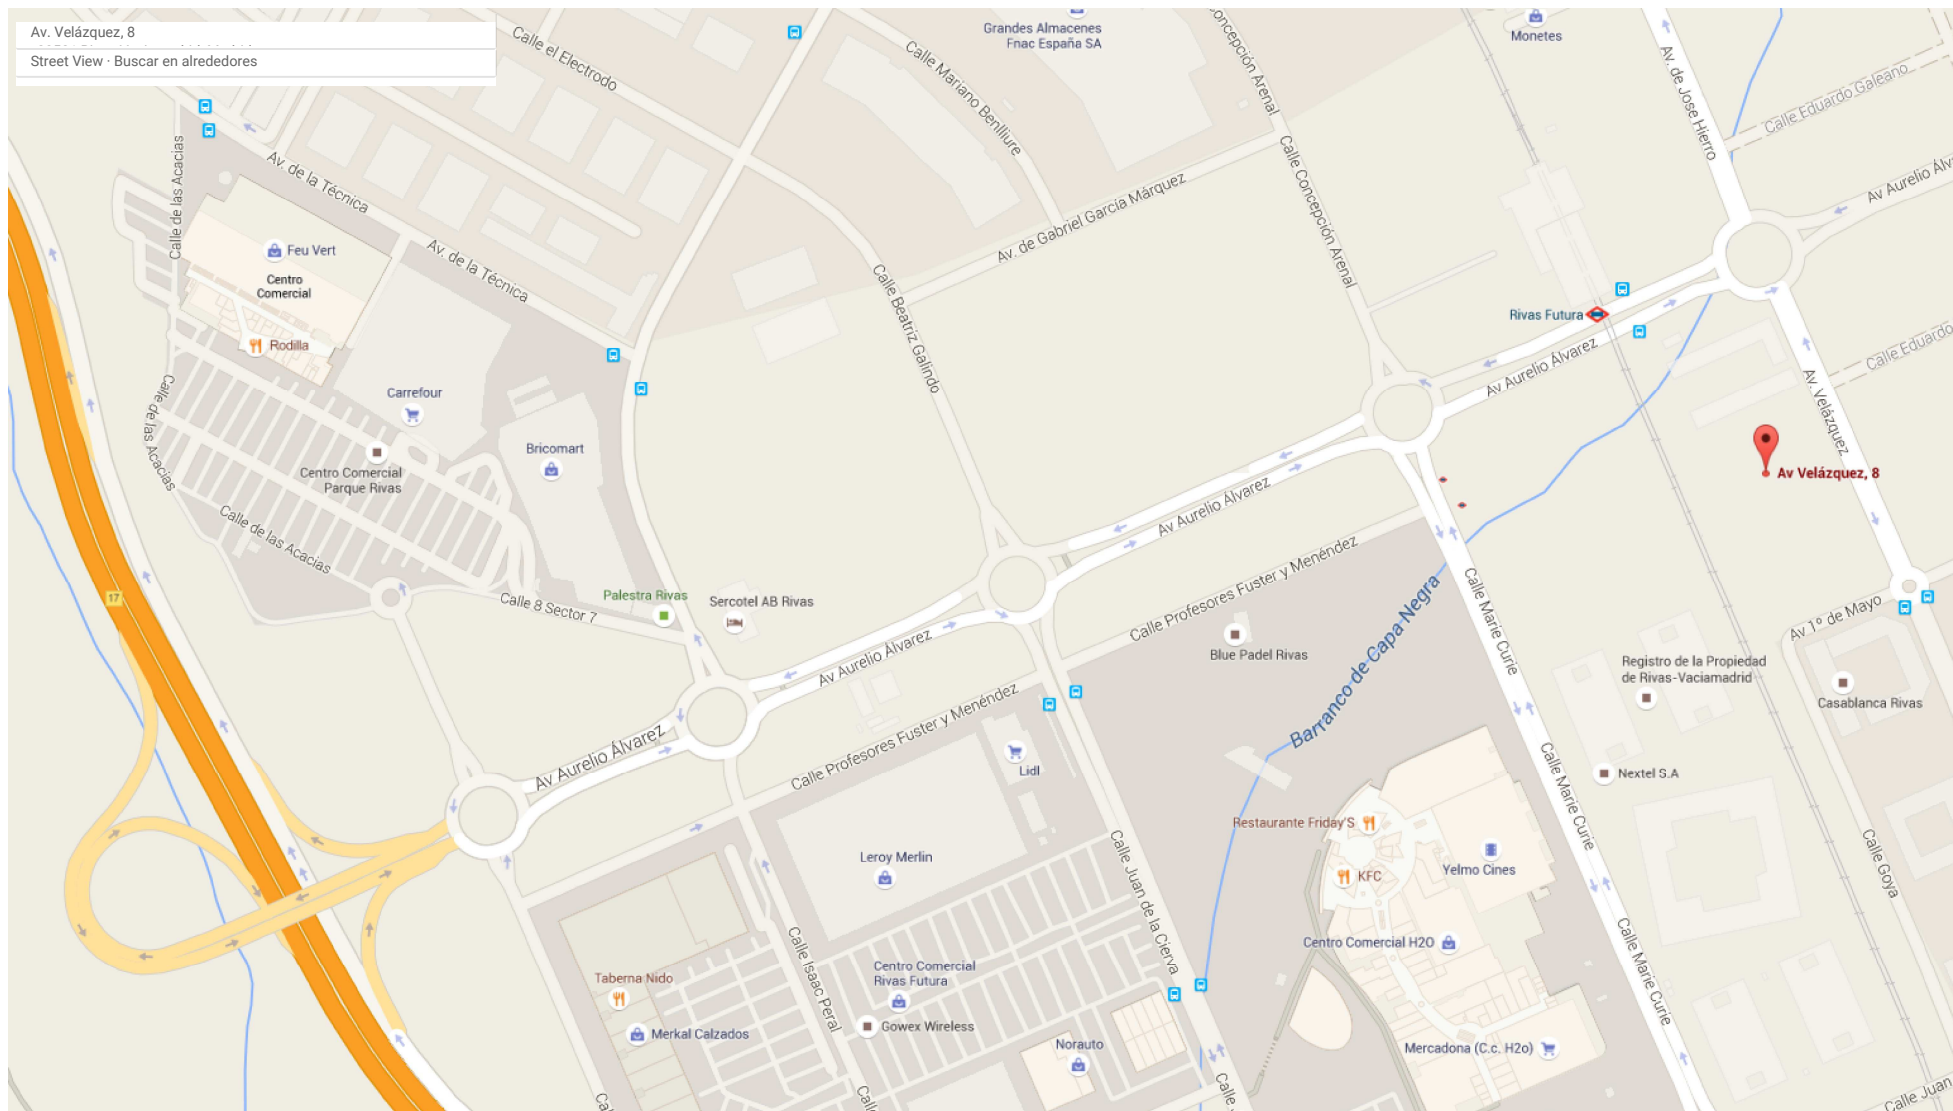 Av. Velázquez, 8
Street View · Buscar en alrededores
Calle el Electrodo
Calle Mariano Benlliure
Grandes Almacenes
Fnac España SA
Concepción Arenal
Monetes
Av. de Jose Hierro
Calle Eduardo Galeano
Calle de las Acacias
Av. de la Técnica
Av. de la Técnica
Av. de Gabriel García Márquez
Calle Concepción Arenal
Av Aurelio Álv
Feu Vert
Centro
Comercial
Rodilla
Calle Beatriz Galindo
Rivas Futura
Av Aurelio Álvarez
Calle Eduardo
Av. Velázquez
Av Velázquez, 8
Calle de las Acacias
Carrefour
Centro Comercial
Parque Rivas
Bricomart
Calle de las Acacias
Av Aurelio Álvarez
Calle Profesores Fuster y Menéndez
17
Calle 8 Sector 7
Palestra Rivas
Sercotel AB Rivas
Av Aurelio Álvarez
Blue Padel Rivas
Barranco de Capa Negra
Calle Marie Curie
Av 1º de Mayo
Registro de la Propiedad
de Rivas-Vaciamadrid
Casablanca Rivas
Av Aurelio Álvarez
Calle Profesores Fuster y Menéndez
Lidl
Nextel S.A
Calle Marie Curie
Restaurante Friday'S
KFC
Yelmo Cines
Leroy Merlin
Calle Juan de la Cierva
Calle Goya
Centro Comercial H2O
Calle Marie Curie
Taberna Nido
Merkal Calzados
Calle Isaac Peral
Centro Comercial
Rivas Futura
Gowex Wireless
Norauto
Mercadona (C.c. H2o)
Calle
Calle
Calle Juan